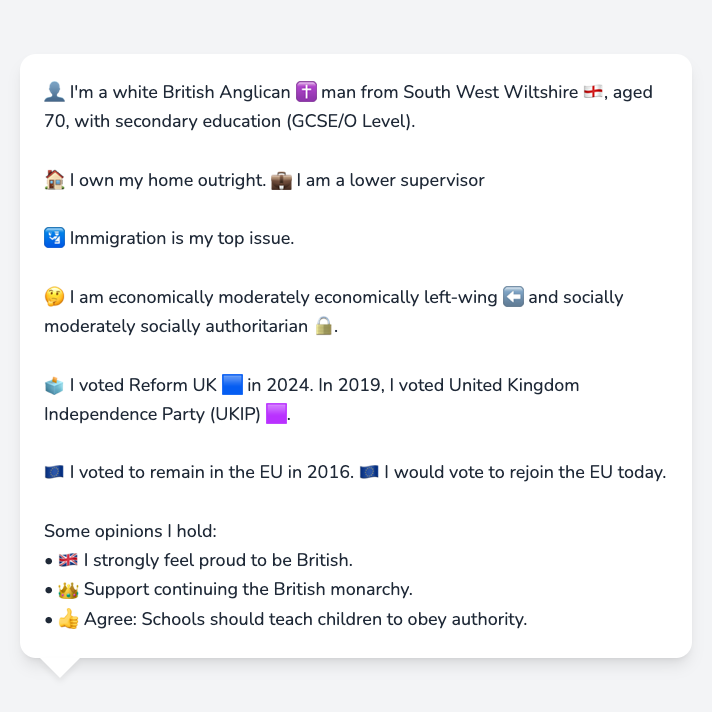 👤 I'm a white British Anglican ✝️ man from South West Wiltshire 🏴󠁧󠁢󠁥󠁮󠁧󠁿, aged
70, with secondary education (GCSE/O Level).
🏠 I own my home outright. 💼 I am a lower supervisor
🛂 Immigration is my top issue.
🤔 I am economically moderately economically left-wing ⬅️ and socially
moderately socially authoritarian 🔒.
🗳️ I voted Reform UK 🟦 in 2024. In 2019, I voted United Kingdom
Independence Party (UKIP) 🟪.
🇪🇺 I voted to remain in the EU in 2016. 🇪🇺 I would vote to rejoin the EU today.
Some opinions I hold:
• 🇬🇧 I strongly feel proud to be British.
• 👑 Support continuing the British monarchy.
• 👍 Agree: Schools should teach children to obey authority.